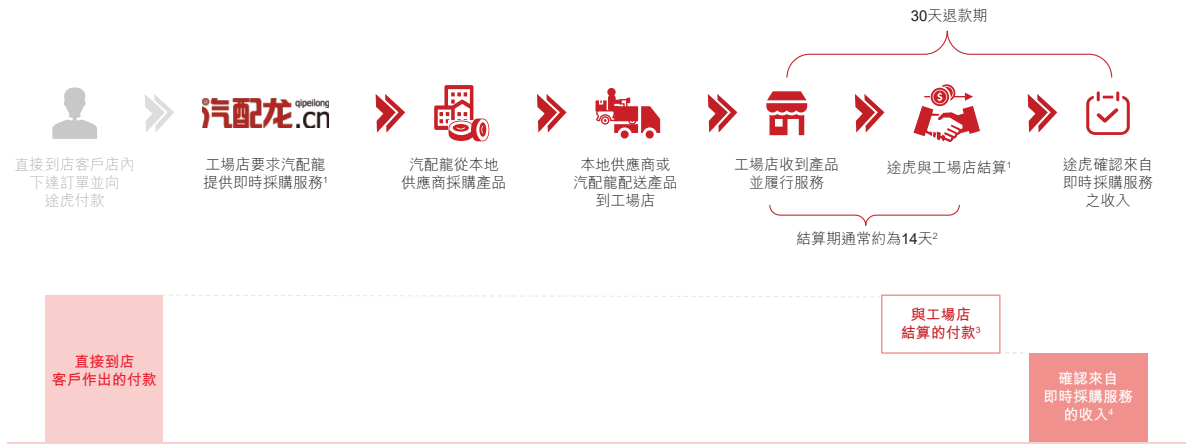 30天退款期
汽配龙.cn
qipeilong
直接到店客戶店內
下達訂單並向
途虎付款
工場店要求汽配龍
提供即時採購服務1
汽配龍從本地
供應商採購產品
本地供應商或
汽配龍配送產品
到工場店
工場店收到產品
並履行服務
途虎與工場店結算1
途虎確認來自
即時採購服務
之收入
結算期通常約為14天2
直接到店
客戶作出的付款
與工場店
結算的付款3
確認來自
即時採購服務
的收入4